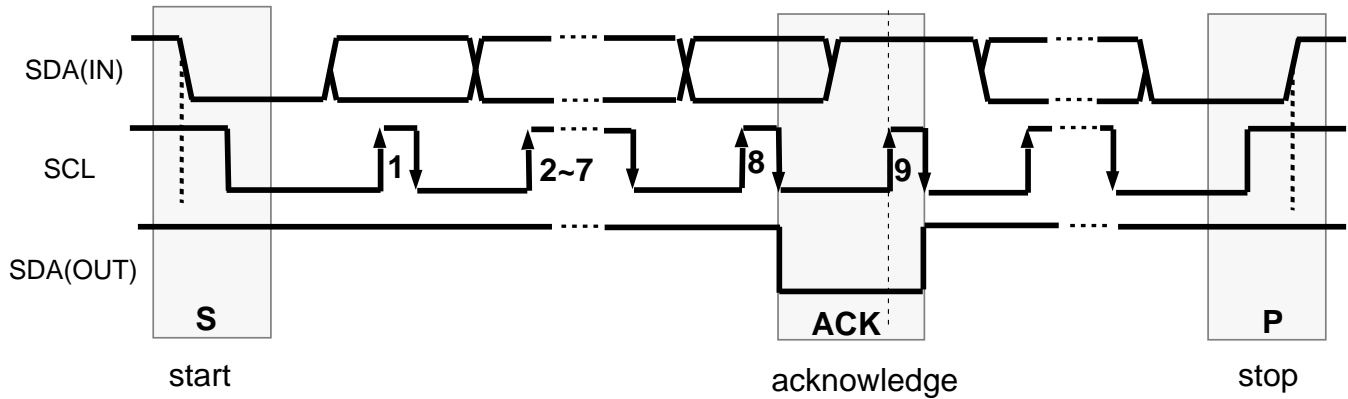 SDA(IN)
SCL
1
2~7
8
9
SDA(OUT)
S
ACK
P
start
acknowledge
stop